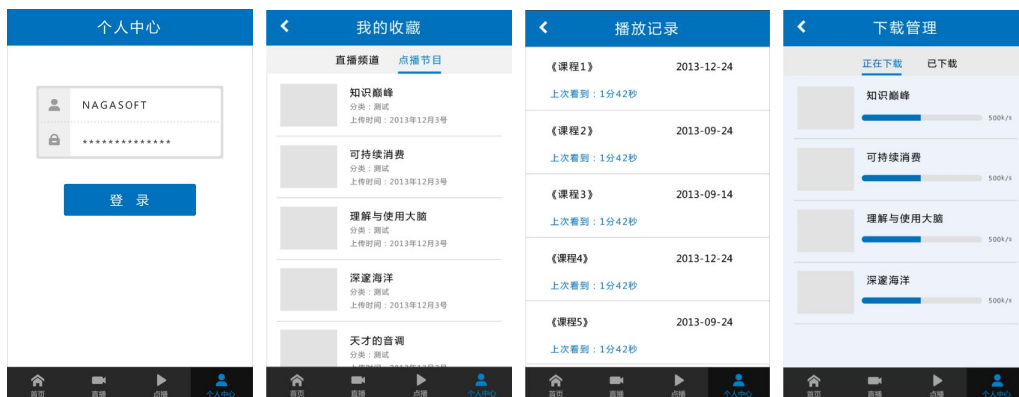 个人中心
NAGASOFT
**************
登 录
首页 直播 点播 个人中心
我的收藏
直播频道 点播节目
知识巅峰
分类：测试
上传时间：2013年12月3号
可持续消费
分类：测试
上传时间：2013年12月3号
理解与使用大脑
分类：测试
上传时间：2013年12月3号
深邃海洋
分类：测试
上传时间：2013年12月3号
天才的音调
分类：测试
上传时间：2013年12月3号
首页 直播 点播 个人中心
播放记录
《课程1》 2013-12-24
上次看到：1分42秒
《课程2》 2013-09-24
上次看到：1分42秒
《课程3》 2013-09-14
上次看到：1分42秒
《课程4》 2013-12-24
上次看到：1分42秒
《课程5》 2013-09-24
上次看到：1分42秒
首页 直播 点播 个人中心
下载管理
正在下载 已下载
知识巅峰
500k/s
可持续消费
500k/s
理解与使用大脑
500k/s
深邃海洋
500k/s
首页 直播 点播 个人中心